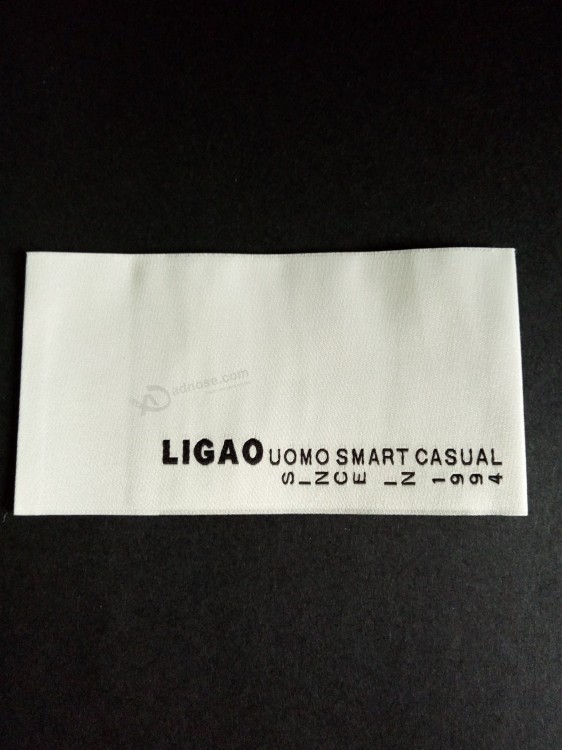 adnose.com
LIGAO UOMO SMART CASUAL
SINCE IN 1994